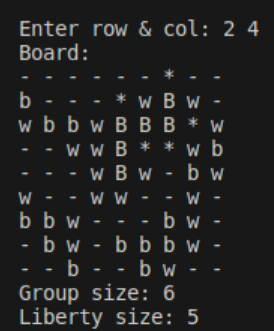 Enter row & col: 2 4
Board:
- - - - - - * - -
b - - - * w B w -
w b b w B B B * w
- - w w B * * w b
- - - w B w - b w
w - - w w - - w -
b b w - - - b w -
- b w - b b b w -
- - b - - b w - -
Group size: 6
Liberty size: 5